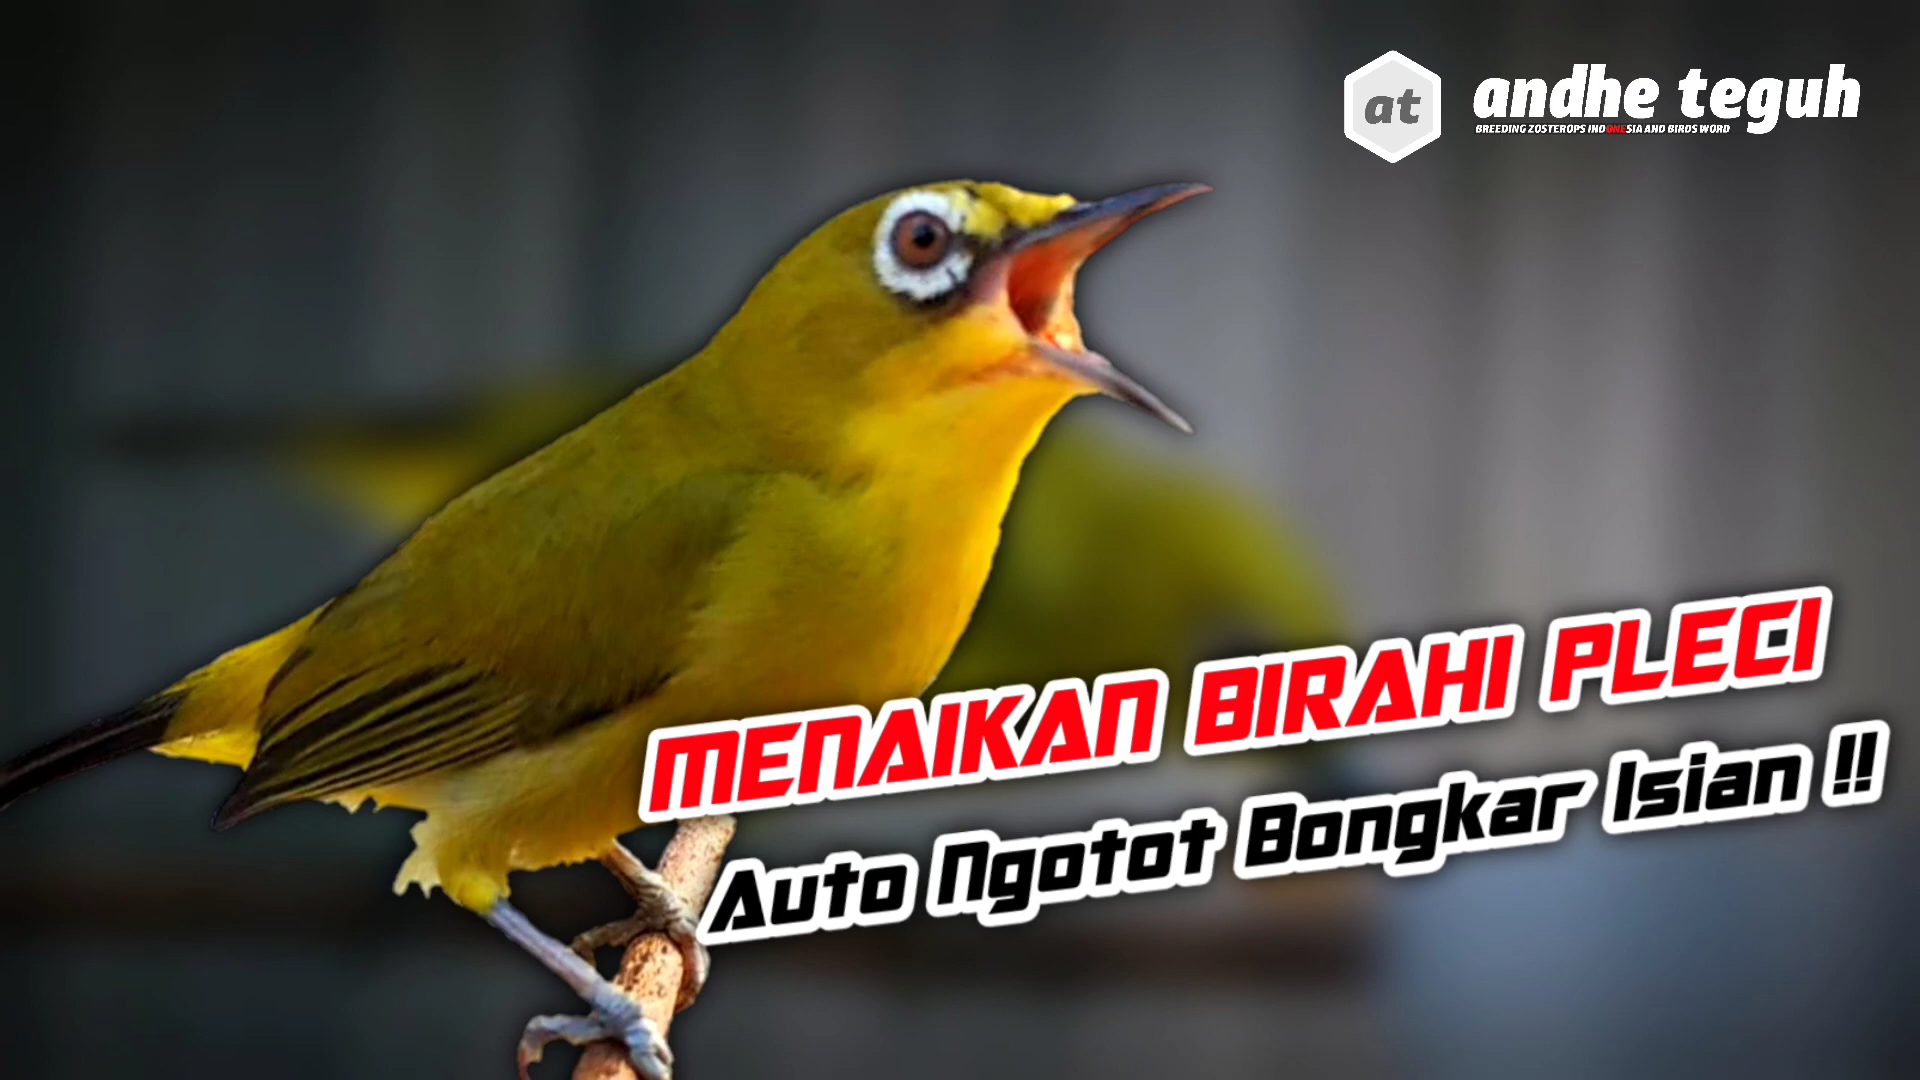 at
andhe teguh
BREEDING ZOSTEROPS INDONESIA AND BIRDS WORD
MENAIKAN BIRAHI PLECI
Auto Ngotot Bongkar Isian !!